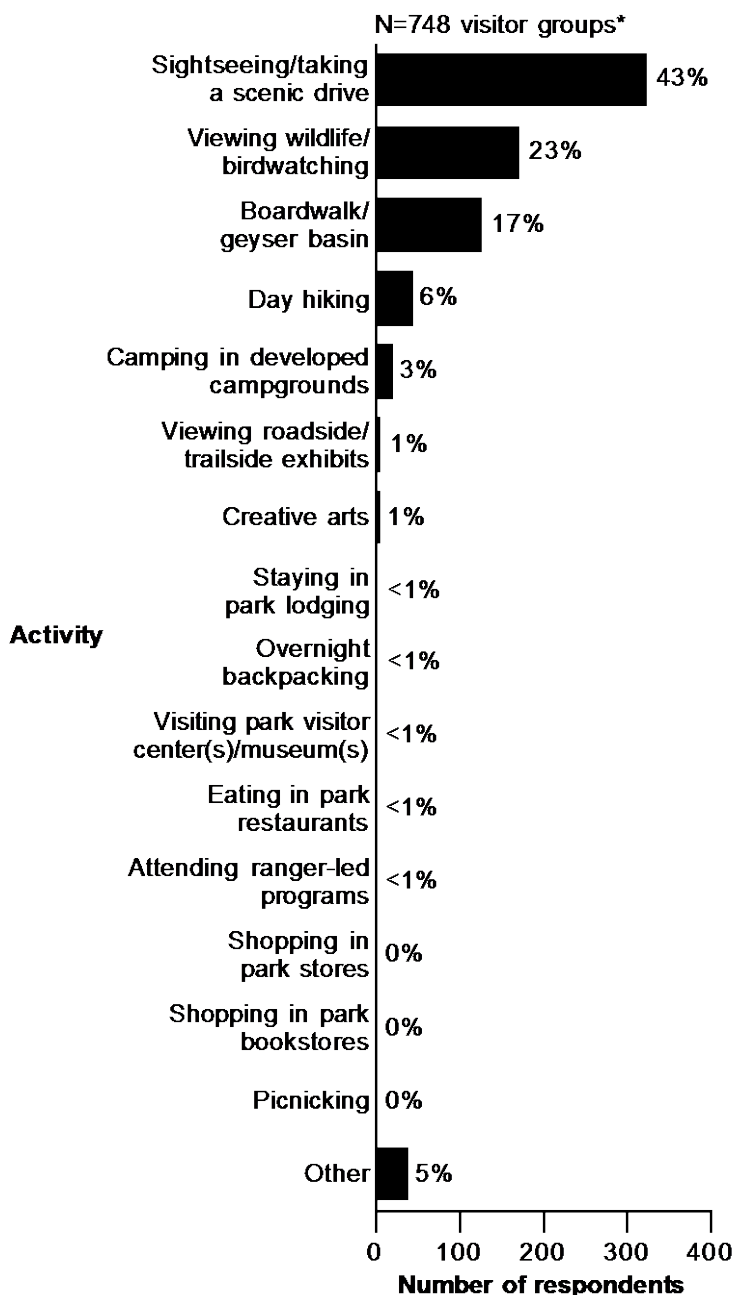 N=748 visitor groups*
Sightseeing/taking
a scenic drive
43%
Viewing wildlife/
birdwatching
23%
Boardwalk/
geyser basin
17%
Day hiking
6%
Camping in developed
campgrounds
3%
Viewing roadside/
trailside exhibits
1%
Creative arts
1%
Staying in
park lodging
<1%
Activity
Overnight
backpacking
<1%
Visiting park visitor
center(s)/museum(s)
<1%
Eating in park
restaurants
<1%
Attending ranger-led
programs
<1%
Shopping in
park stores
0%
Shopping in park
bookstores
0%
Picnicking
0%
Other
5%
0 100 200 300 400
Number of respondents